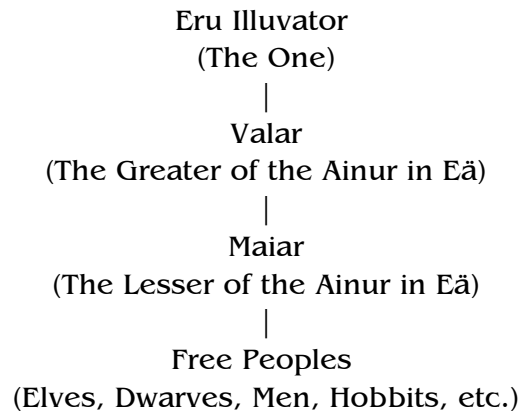 Eru Illuvator
(The One)
Valar
(The Greater of the Ainur in Eä)
Maiar
(The Lesser of the Ainur in Eä)
Free Peoples
(Elves, Dwarves, Men, Hobbits, etc.)